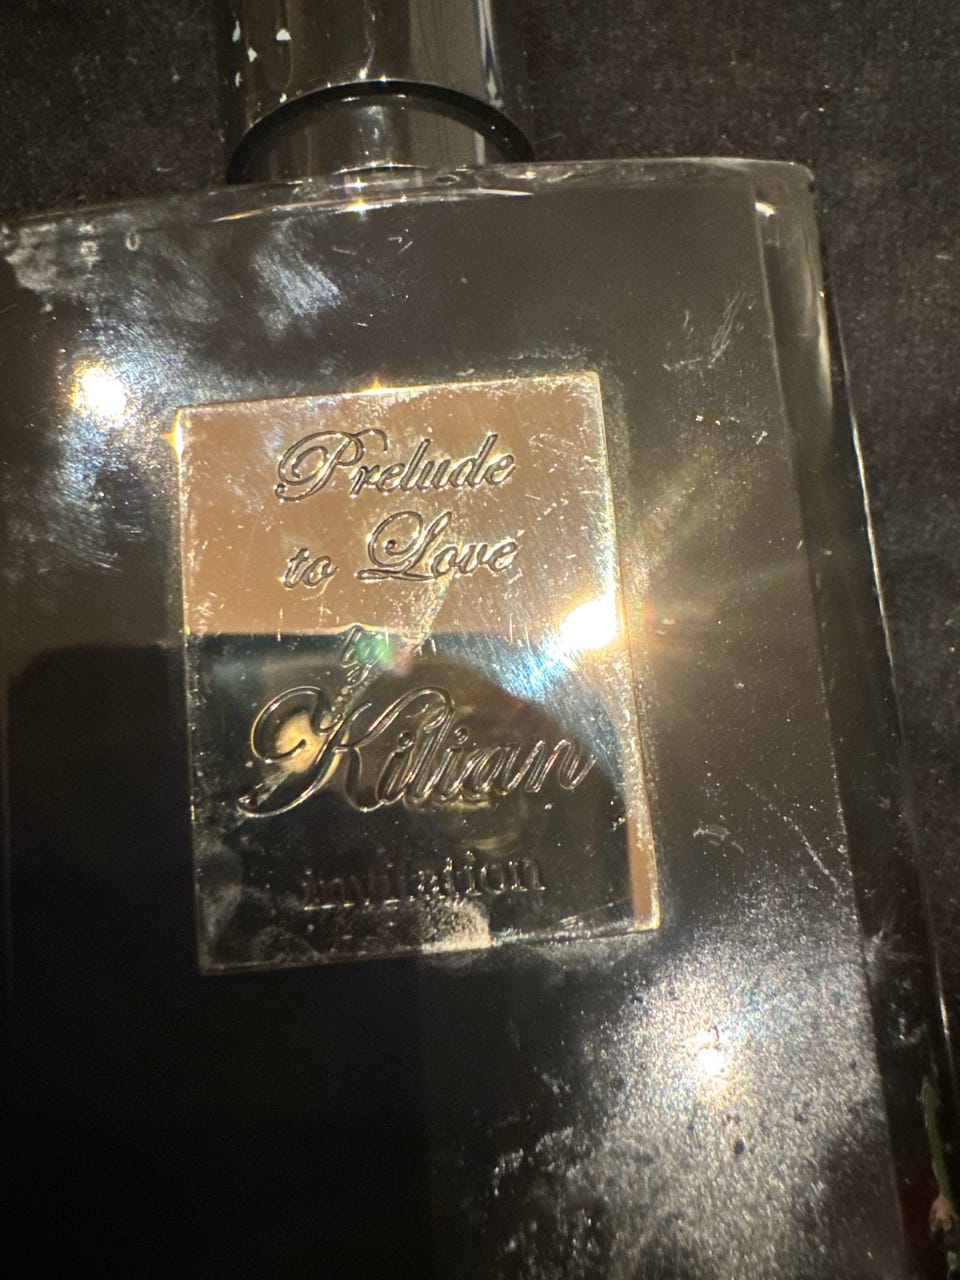 Prelude
to Love
by
Kilian
invitation